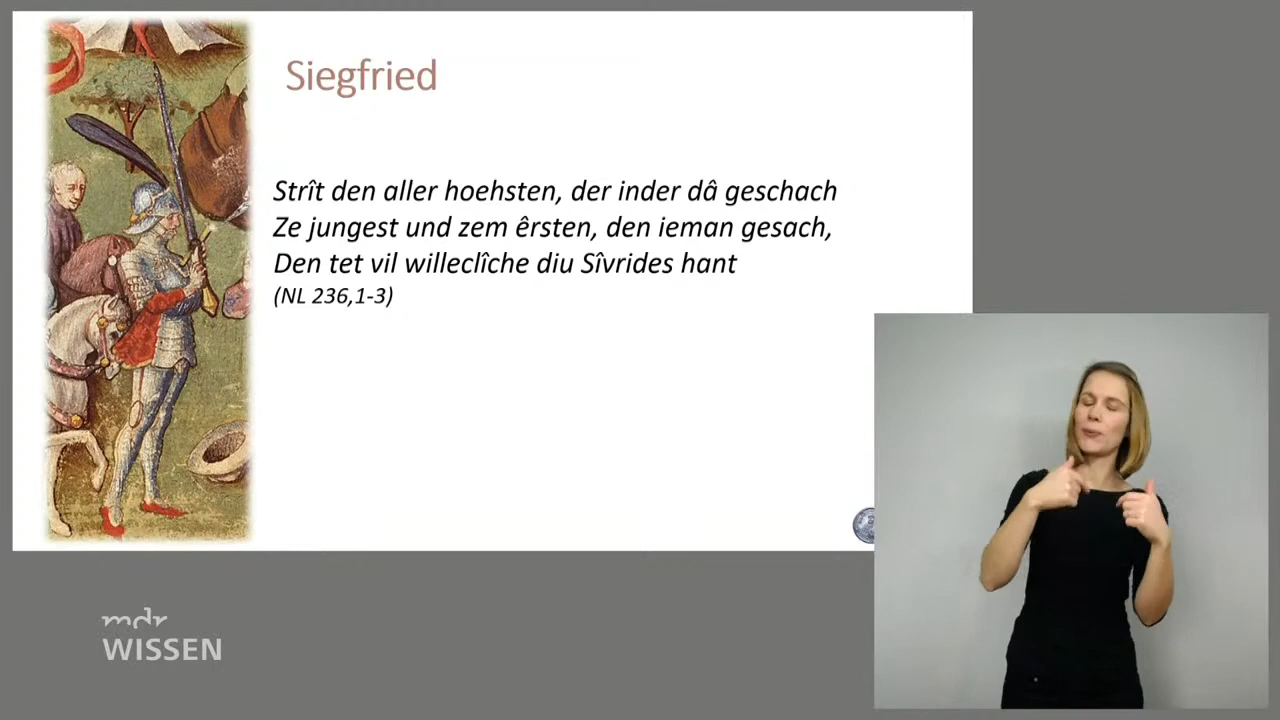 Siegfried
Strît den aller hoehsten, der inder dâ geschach
Ze jungest und zem êrsten, den ieman gesach,
Den tet vil willeclîche diu Sîvrides hant
(NL 236,1-3)
mdr
WISSEN